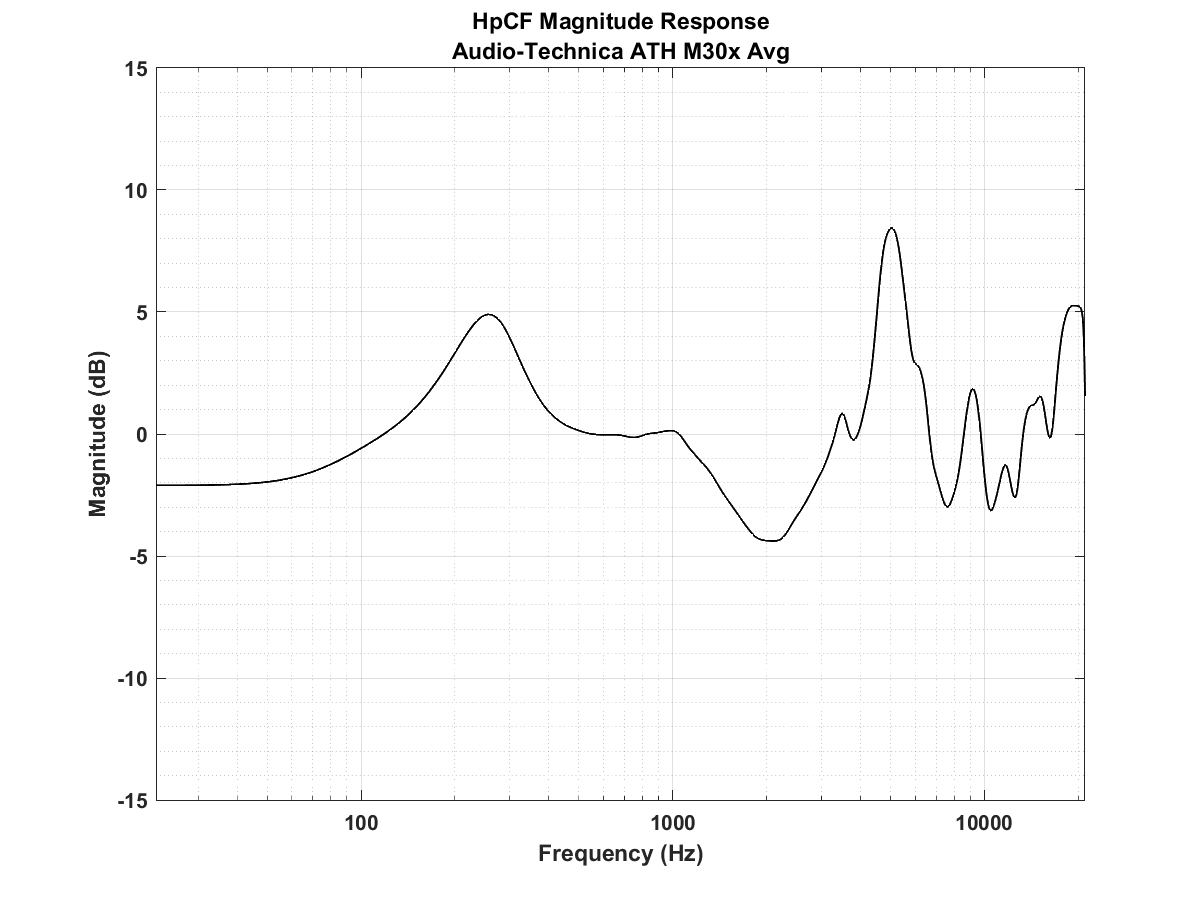 HpCF Magnitude Response
Audio-Technica ATH M30x Avg
15
10
5
0
-5
-10
-15
Magnitude (dB)
100
1000
10000
Frequency (Hz)